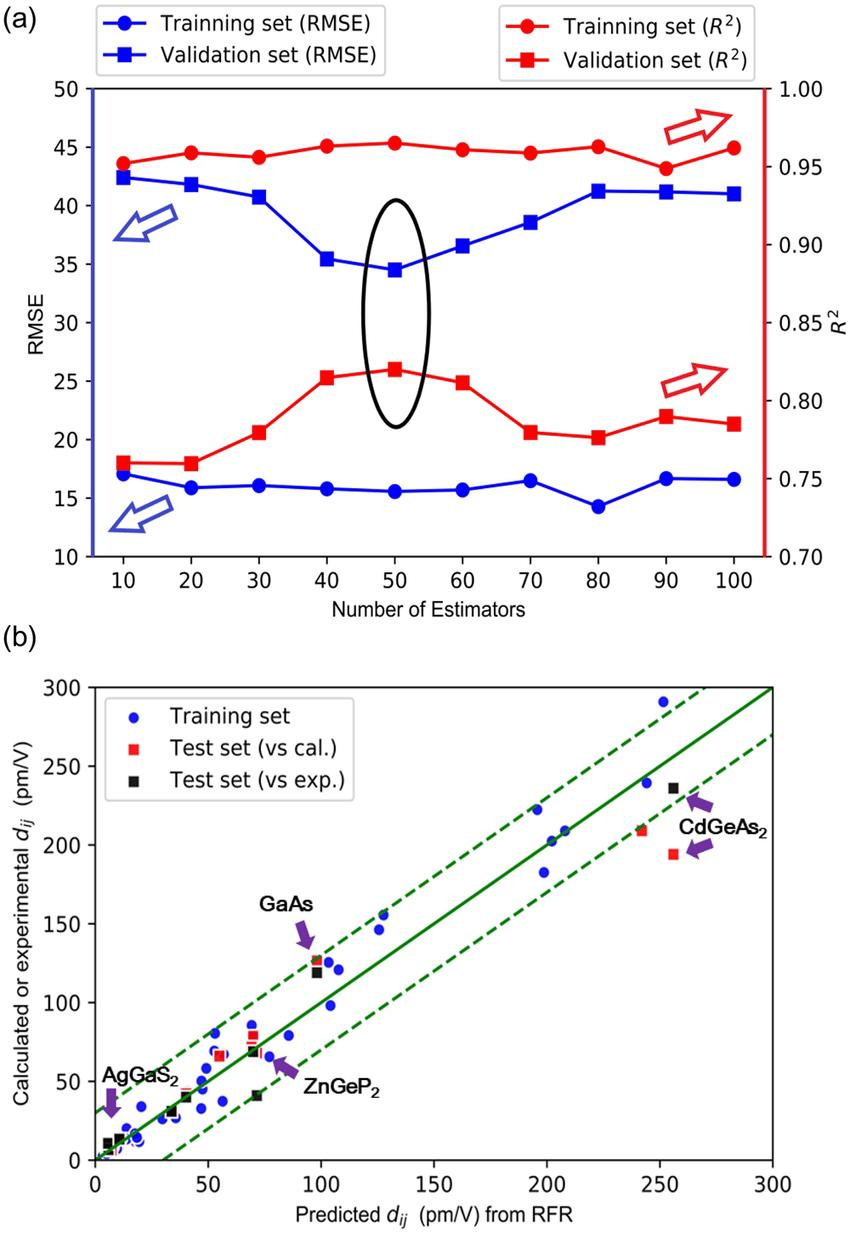 (a)
Trainning set (RMSE)
Validation set (RMSE)
Trainning set (R²)
Validation set (R²)
50
45
40
35
30
25
20
15
10
RMSE
1.00
0.95
0.90
0.85
0.80
0.75
0.70
R²
10 20 30 40 50 60 70 80 90 100
Number of Estimators
(b)
Training set
Test set (vs cal.)
Test set (vs exp.)
300
250
200
150
100
50
0
Calculated or experimental dij (pm/V)
CdGeAs₂
GaAs
AgGaS₂
ZnGeP₂
0 50 100 150 200 250 300
Predicted dij (pm/V) from RFR